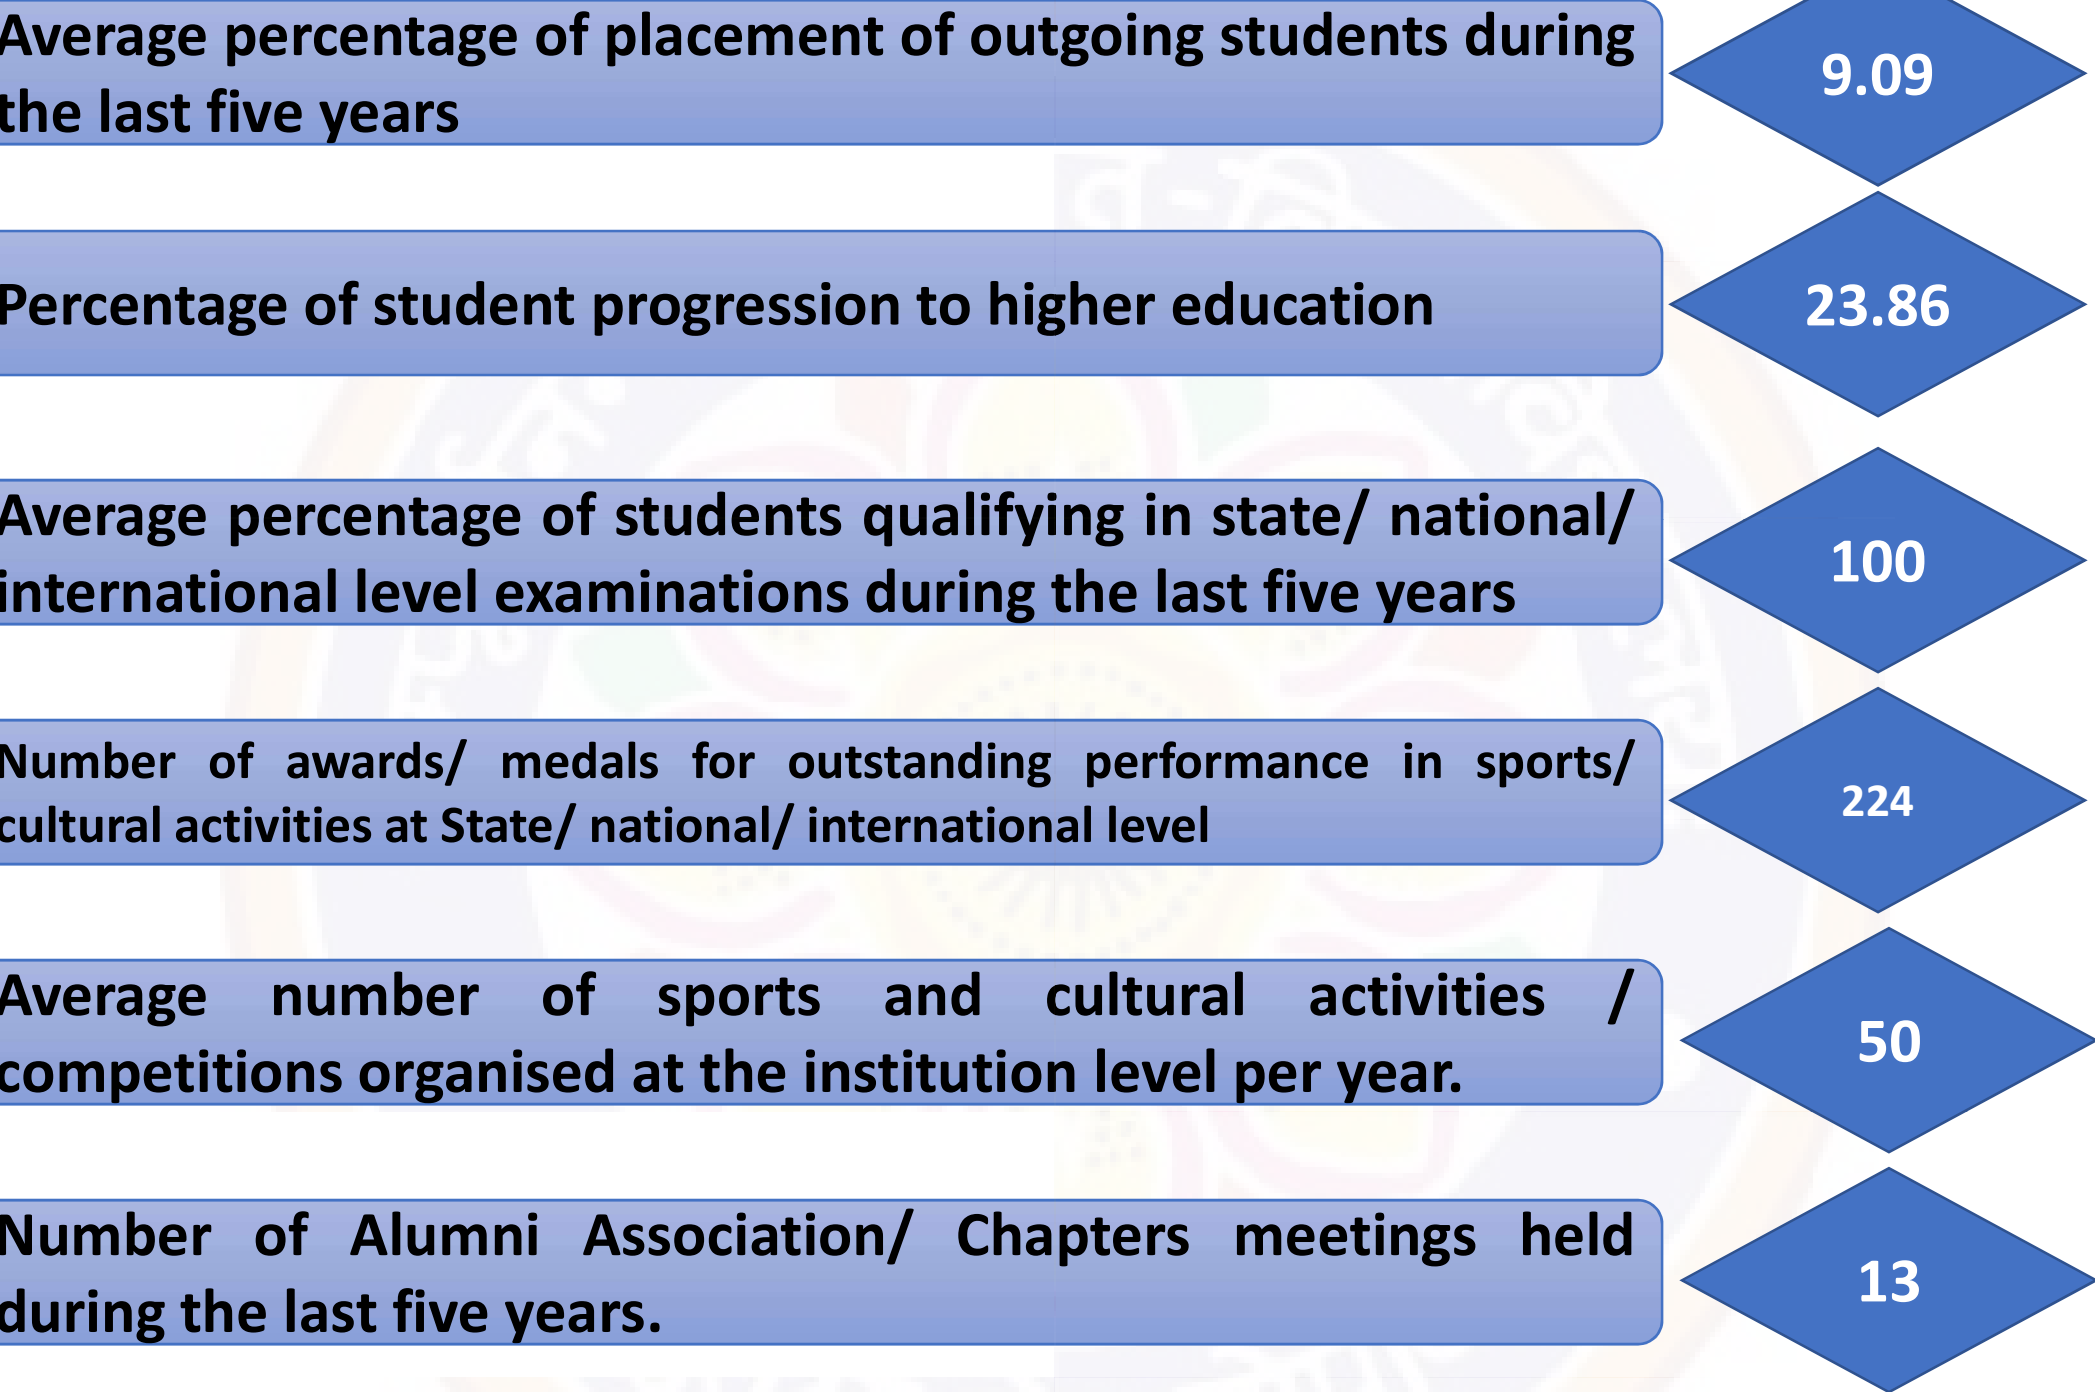 Average percentage of placement of outgoing students during
the last five years
9.09
Percentage of student progression to higher education
23.86
Average percentage of students qualifying in state/ national/
international level examinations during the last five years
100
Number of awards/ medals for outstanding performance in sports/
cultural activities at State/ national/ international level
224
Average number of sports and cultural activities /
competitions organised at the institution level per year.
50
Number of Alumni Association/ Chapters meetings held
during the last five years.
13